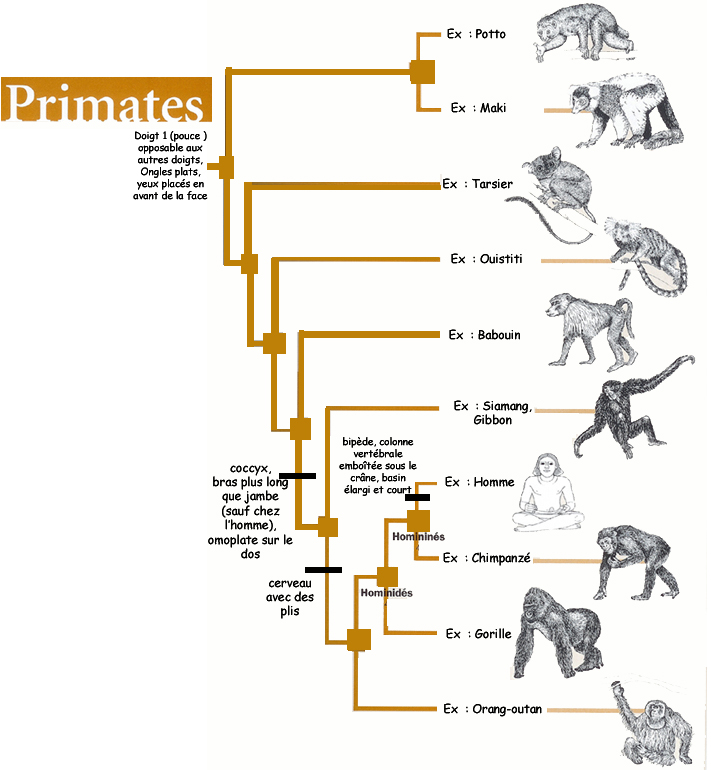 Primates
Doigt 1 (pouce )
opposable aux
autres doigts,
Ongles plats,
yeux placés en
avant de la face
Ex : Potto
Ex : Maki
Ex : Tarsier
Ex : Ouistiti
Ex : Babouin
Ex : Siamang,
Gibbon
coccyx,
bras plus long
que jambe
(sauf chez
l'homme),
omoplate sur le
dos
bipède, colonne
vertébrale
emboîtée sous le
crâne, basin
élargi et court
Ex : Homme
Homininés
Ex : Chimpanzé
cerveau
avec des
plis
Hominidés
Ex : Gorille
Ex : Orang-outan